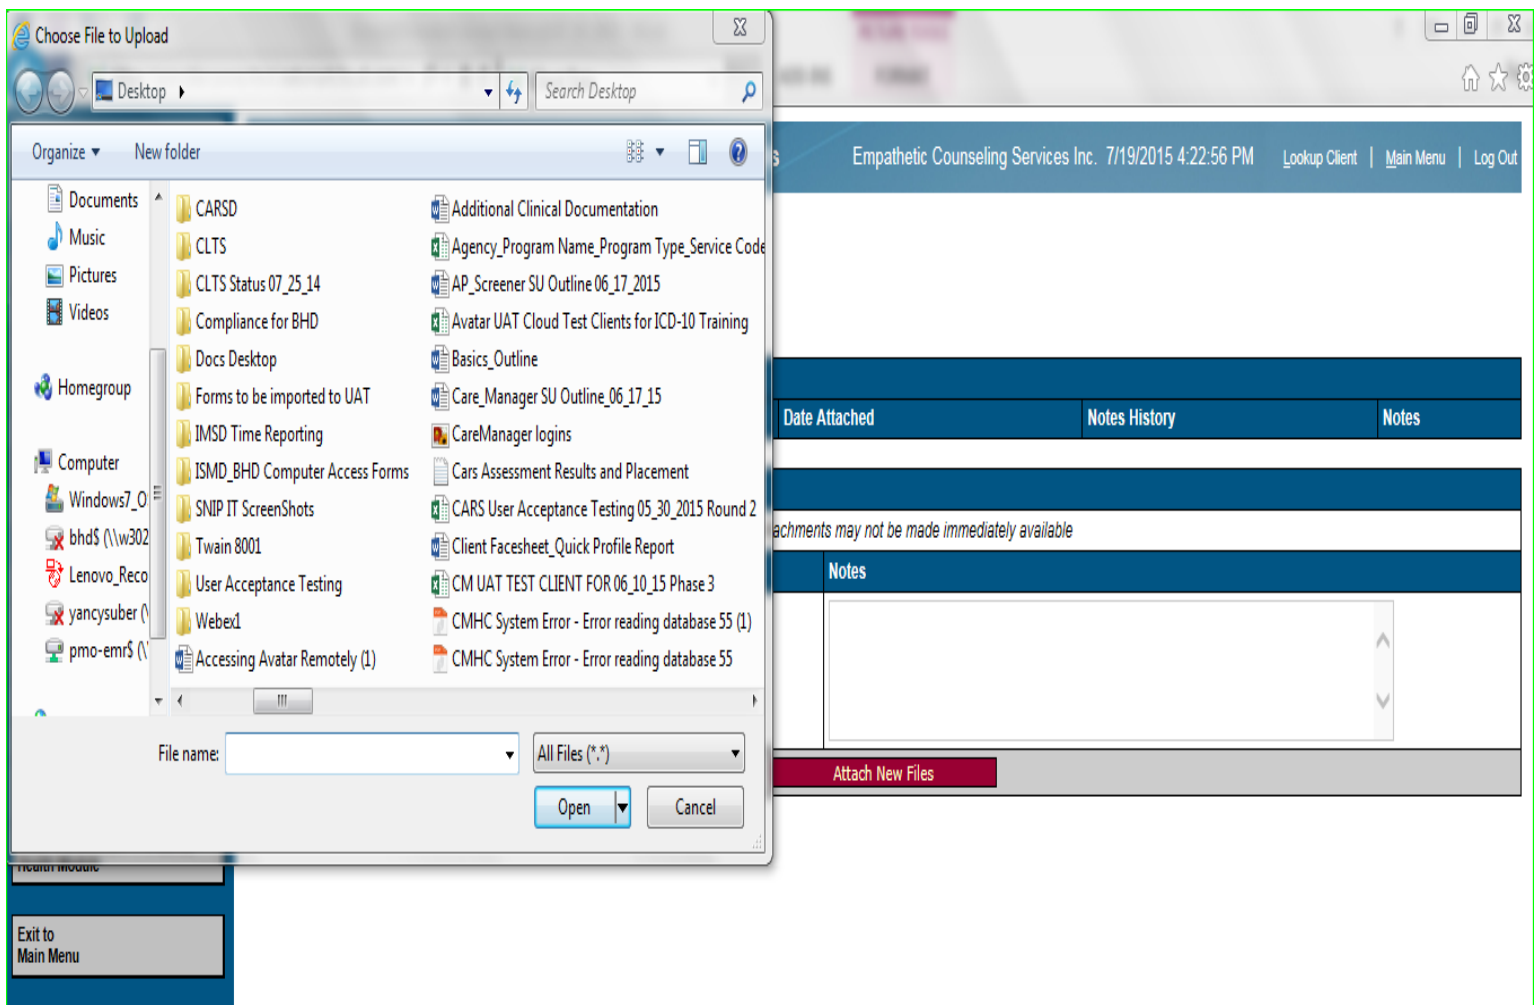 Choose File to Upload
Desktop
Search Desktop
Organize
New folder
Documents
Music
Pictures
Videos
Homegroup
Computer
Windows7_O
bhd$ (\\w302
Lenovo_Reco
yancysuber (\
pmo-emr$ (\
CARSD
CLTS
CLTS Status 07_25_14
Compliance for BHD
Docs Desktop
Forms to be imported to UAT
IMSD Time Reporting
ISMD_BHD Computer Access Forms
SNIP IT ScreenShots
Twain 8001
User Acceptance Testing
Webex1
Accessing Avatar Remotely (1)
Additional Clinical Documentation
Agency_Program Name_Program Type_Service Code
AP_Screener SU Outline 06_17_2015
Avatar UAT Cloud Test Clients for ICD-10 Training
Basics_Outline
Care_Manager SU Outline_06_17_15
CareManager logins
Cars Assessment Results and Placement
CARS User Acceptance Testing 05_30_2015 Round 2
Client Facesheet_Quick Profile Report
CM UAT TEST CLIENT FOR 06_10_15 Phase 3
CMHC System Error - Error reading database 55 (1)
CMHC System Error - Error reading database 55
File name:
All Files (*.*)
Open
Cancel
s
Empathetic Counseling Services Inc. 7/19/2015 4:22:56 PM
Lookup Client | Main Menu | Log Out
Date Attached
Notes History
Notes
achments may not be made immediately available
Notes
Attach New Files
Health Module
Exit to
Main Menu